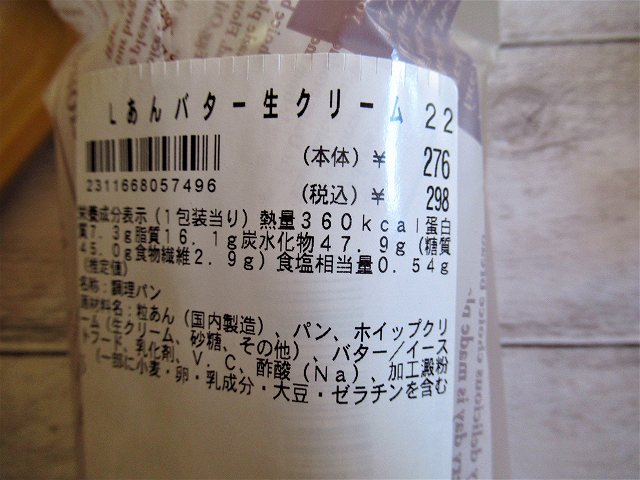 Lあんバター生クリーム22
(本体)¥ 276
2311668057496
(税込)¥ 298
栄養成分表示(1包装当り)熱量360kcal蛋白
質7.3g脂質16.1g炭水化物47.9g(糖質
45.0g食物繊維2.9g)食塩相当量0.54g
(推定値)
名称:調理パン
原材料名:粒あん(国内製造)、パン、ホイップクリ
ーム(生クリーム、砂糖、その他)、バター/イース
トフード、乳化剤、V.C、酢酸(Na)、加工澱粉
(一部に小麦・卵・乳成分・大豆・ゼラチンを含む